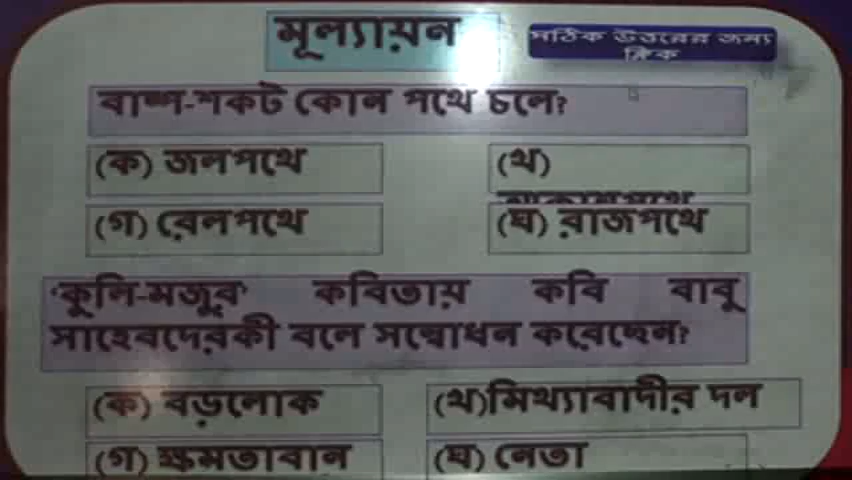 মূল্যায়ন
সঠিক উত্তরের জন্য
ক্লিক
বাষ্প-শকট কোন পথে চলে?
(ক) জলপথে
(খ)
(গ) রেলপথে
(ঘ) রাজপথে
‘কুলি-মজুর’ কবিতায় কবি বাবু
সাহেবদেরকী বলে সম্বোধন করেছেন?
(ক) বড়লোক
(খ)মিথ্যাবাদীর দল
(গ) ক্ষমতাবান
(ঘ) নেতা